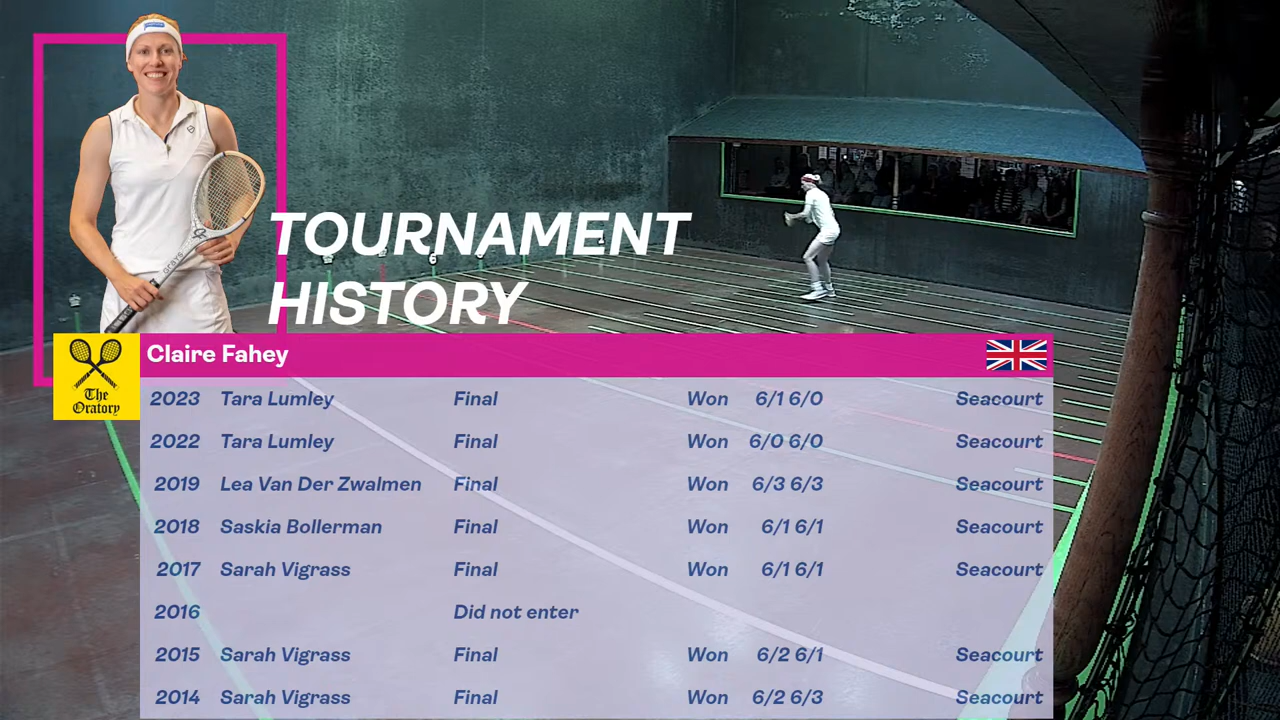 TOURNAMENT
HISTORY
The
Oratory
Claire Fahey
2023 Tara Lumley Final Won 6/1 6/0 Seacourt
2022 Tara Lumley Final Won 6/0 6/0 Seacourt
2019 Lea Van Der Zwalmen Final Won 6/3 6/3 Seacourt
2018 Saskia Bollerman Final Won 6/1 6/1 Seacourt
2017 Sarah Vigrass Final Won 6/1 6/1 Seacourt
2016 Did not enter
2015 Sarah Vigrass Final Won 6/2 6/1 Seacourt
2014 Sarah Vigrass Final Won 6/2 6/3 Seacourt